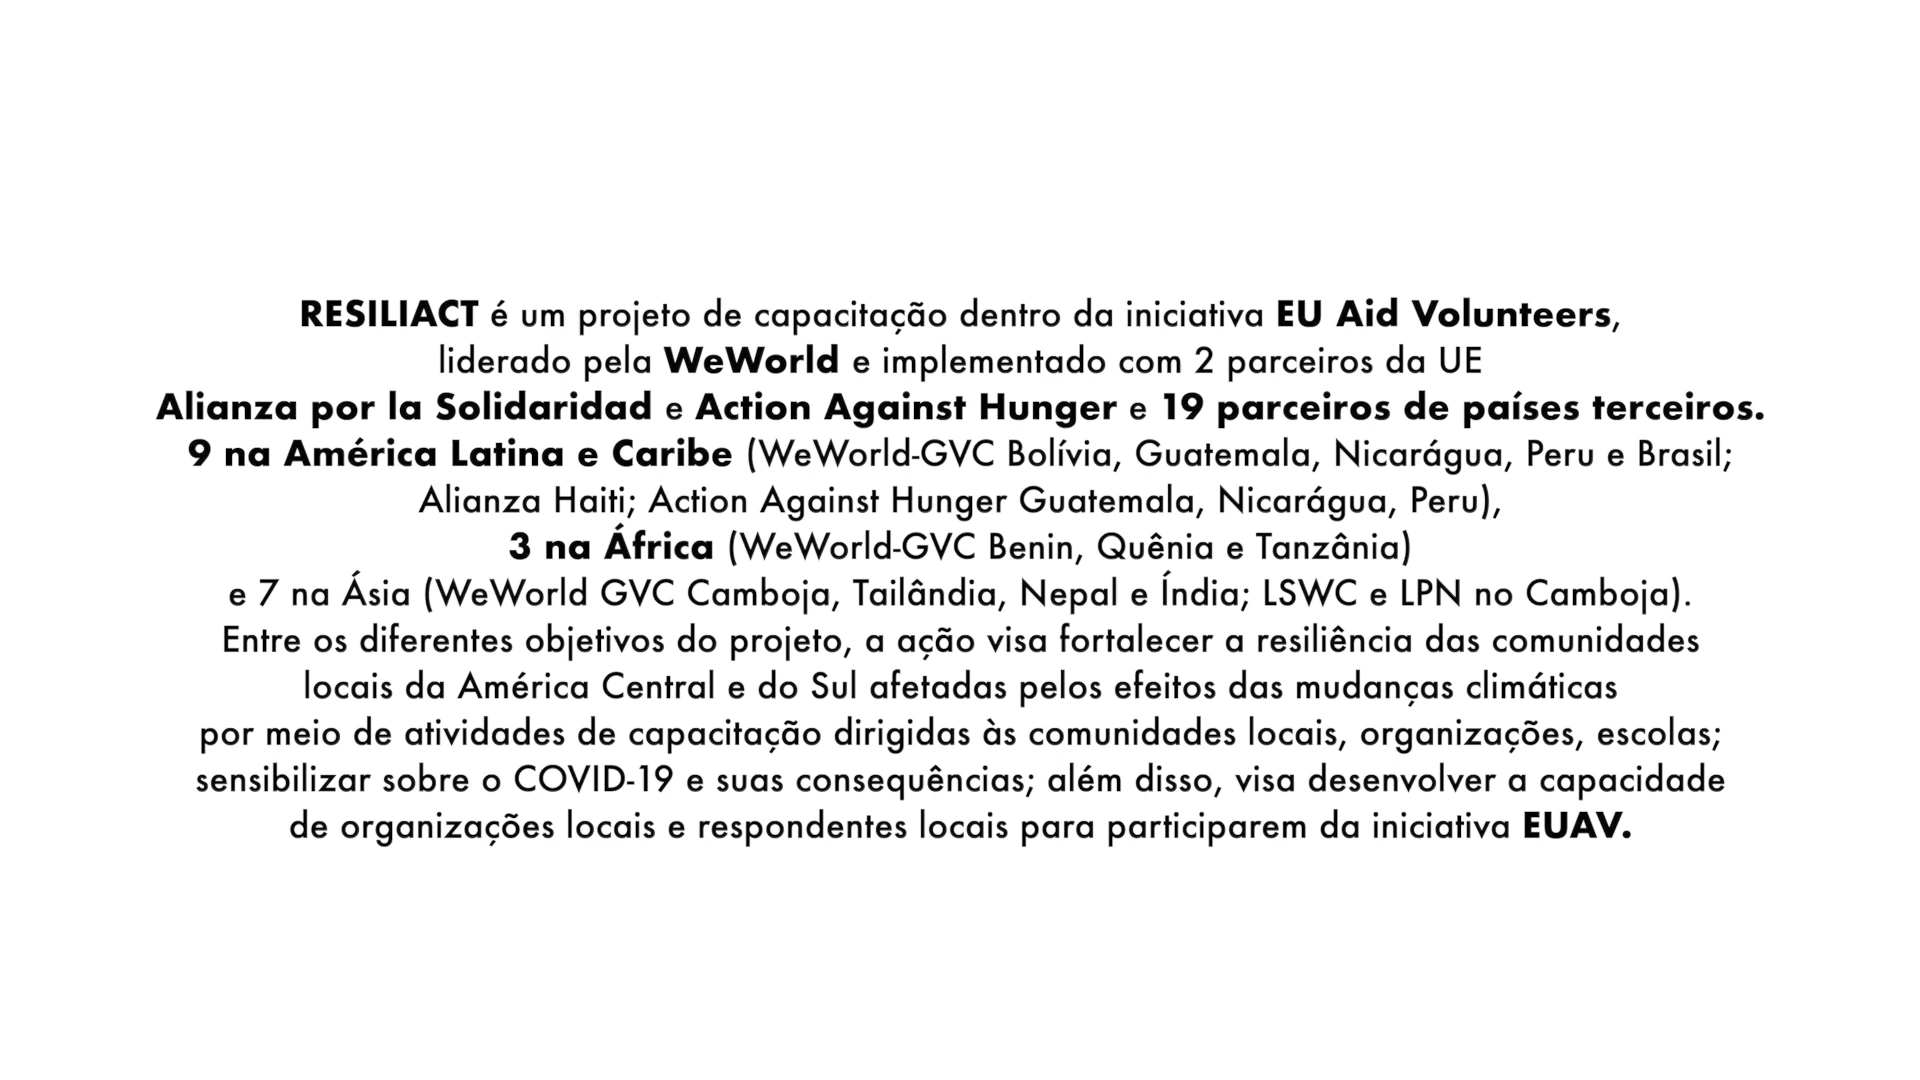 RESILIACT é um projeto de capacitação dentro da iniciativa EU Aid Volunteers,
liderado pela WeWorld e implementado com 2 parceiros da UE
Alianza por la Solidaridad e Action Against Hunger e 19 parceiros de países terceiros.
9 na América Latina e Caribe (WeWorld-GVC Bolívia, Guatemala, Nicarágua, Peru e Brasil;
Alianza Haiti; Action Against Hunger Guatemala, Nicarágua, Peru),
3 na África (WeWorld-GVC Benin, Quênia e Tanzânia)
e 7 na Ásia (WeWorld GVC Camboja, Tailândia, Nepal e Índia; LSWC e LPN no Camboja).
Entre os diferentes objetivos do projeto, a ação visa fortalecer a resiliência das comunidades
locais da América Central e do Sul afetadas pelos efeitos das mudanças climáticas
por meio de atividades de capacitação dirigidas às comunidades locais, organizações, escolas;
sensibilizar sobre o COVID-19 e suas consequências; além disso, visa desenvolver a capacidade
de organizações locais e respondentes locais para participarem da iniciativa EUAV.